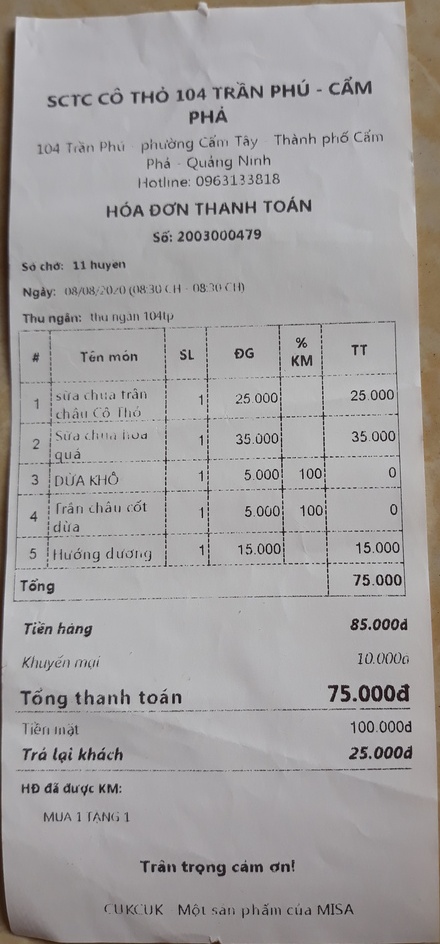 SCTC CÔ THỎ 104 TRẦN PHÚ - CẨM
PHẢ
104 Trần Phú - phường Cẩm Tây - Thành phố Cẩm
Phả - Quảng Ninh
Hotline: 0963133818
HÓA ĐƠN THANH TOÁN
Số: 2003000479
Số chờ: 11 huyen
Ngày: 08/08/2020 (08:30 CH - 08:30 CH)
Thu ngân: thu ngân 104tp
# Tên món SL ĐG % KM TT
1 sữa chua trân châu Cô Thỏ 1 25.000 25.000
2 Sữa chua hoa quả 1 35.000 35.000
3 DỪA KHÔ 1 5.000 100 0
4 Trân châu cốt dừa 1 5.000 100 0
5 Hướng dương 1 15.000 15.000
Tổng 75.000
Tiền hàng 85.000đ
Khuyến mại 10.000đ
Tổng thanh toán 75.000đ
Tiền mặt 100.000đ
Trả lại khách 25.000đ
HĐ đã được KM:
MUA 1 TẶNG 1
Trân trọng cảm ơn!
CUKCUK - Một sản phẩm của MISA